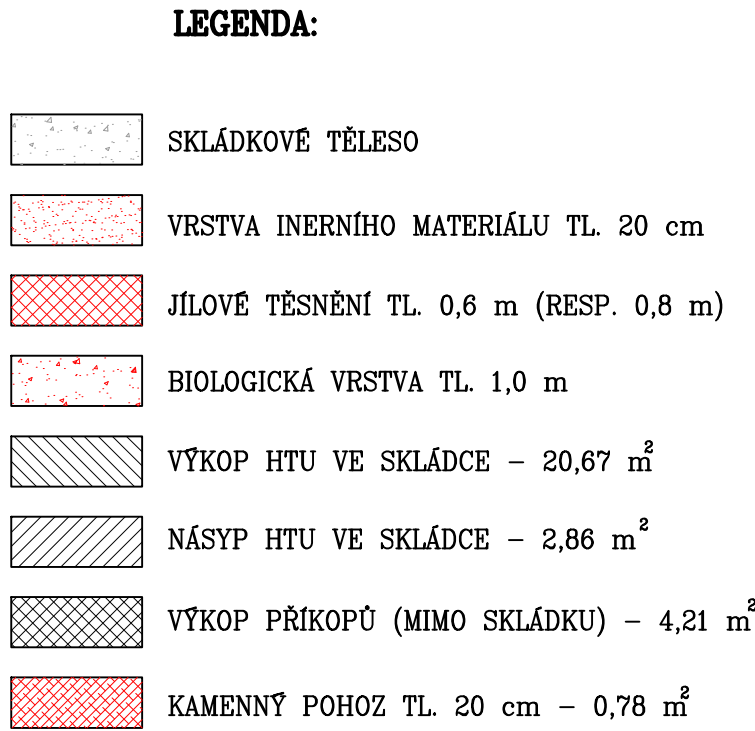 LEGENDA:
SKLÁDKOVÉ TĚLESO
VRSTVA INERNÍHO MATERIÁLU TL. 20 cm
JÍLOVÉ TĚSNĚNÍ TL. 0,6 m (RESP. 0,8 m)
BIOLOGICKÁ VRSTVA TL. 1,0 m
VÝKOP HTU VE SKLÁDCE – 20,67 m²
NÁSYP HTU VE SKLÁDCE – 2,86 m²
VÝKOP PŘÍKOPŮ (MIMO SKLÁDKU) – 4,21 m²
KAMENNÝ POHOZ TL. 20 cm – 0,78 m²